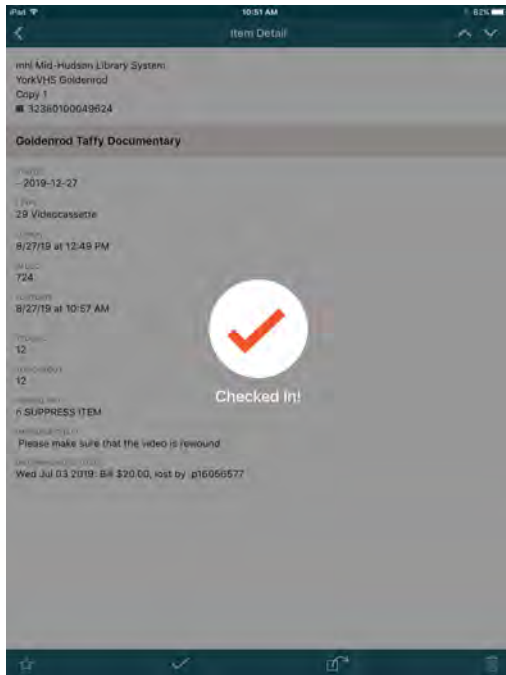 iPad 10:51 AM 82%
Item Detail
mhl Mid-Hudson Library System
YorkVHS Goldenrod
Copy 1
32380100049624
Goldenrod Taffy Documentary
-2019-12-27
29 Videocassette
8/27/19 at 12:49 PM
724
8/27/19 at 10:57 AM
12
12
Checked In!
n SUPPRESS ITEM
Please make sure that the video is rewound
Wed Jul 03 2019: Bill $20.00, lost by .p16056577